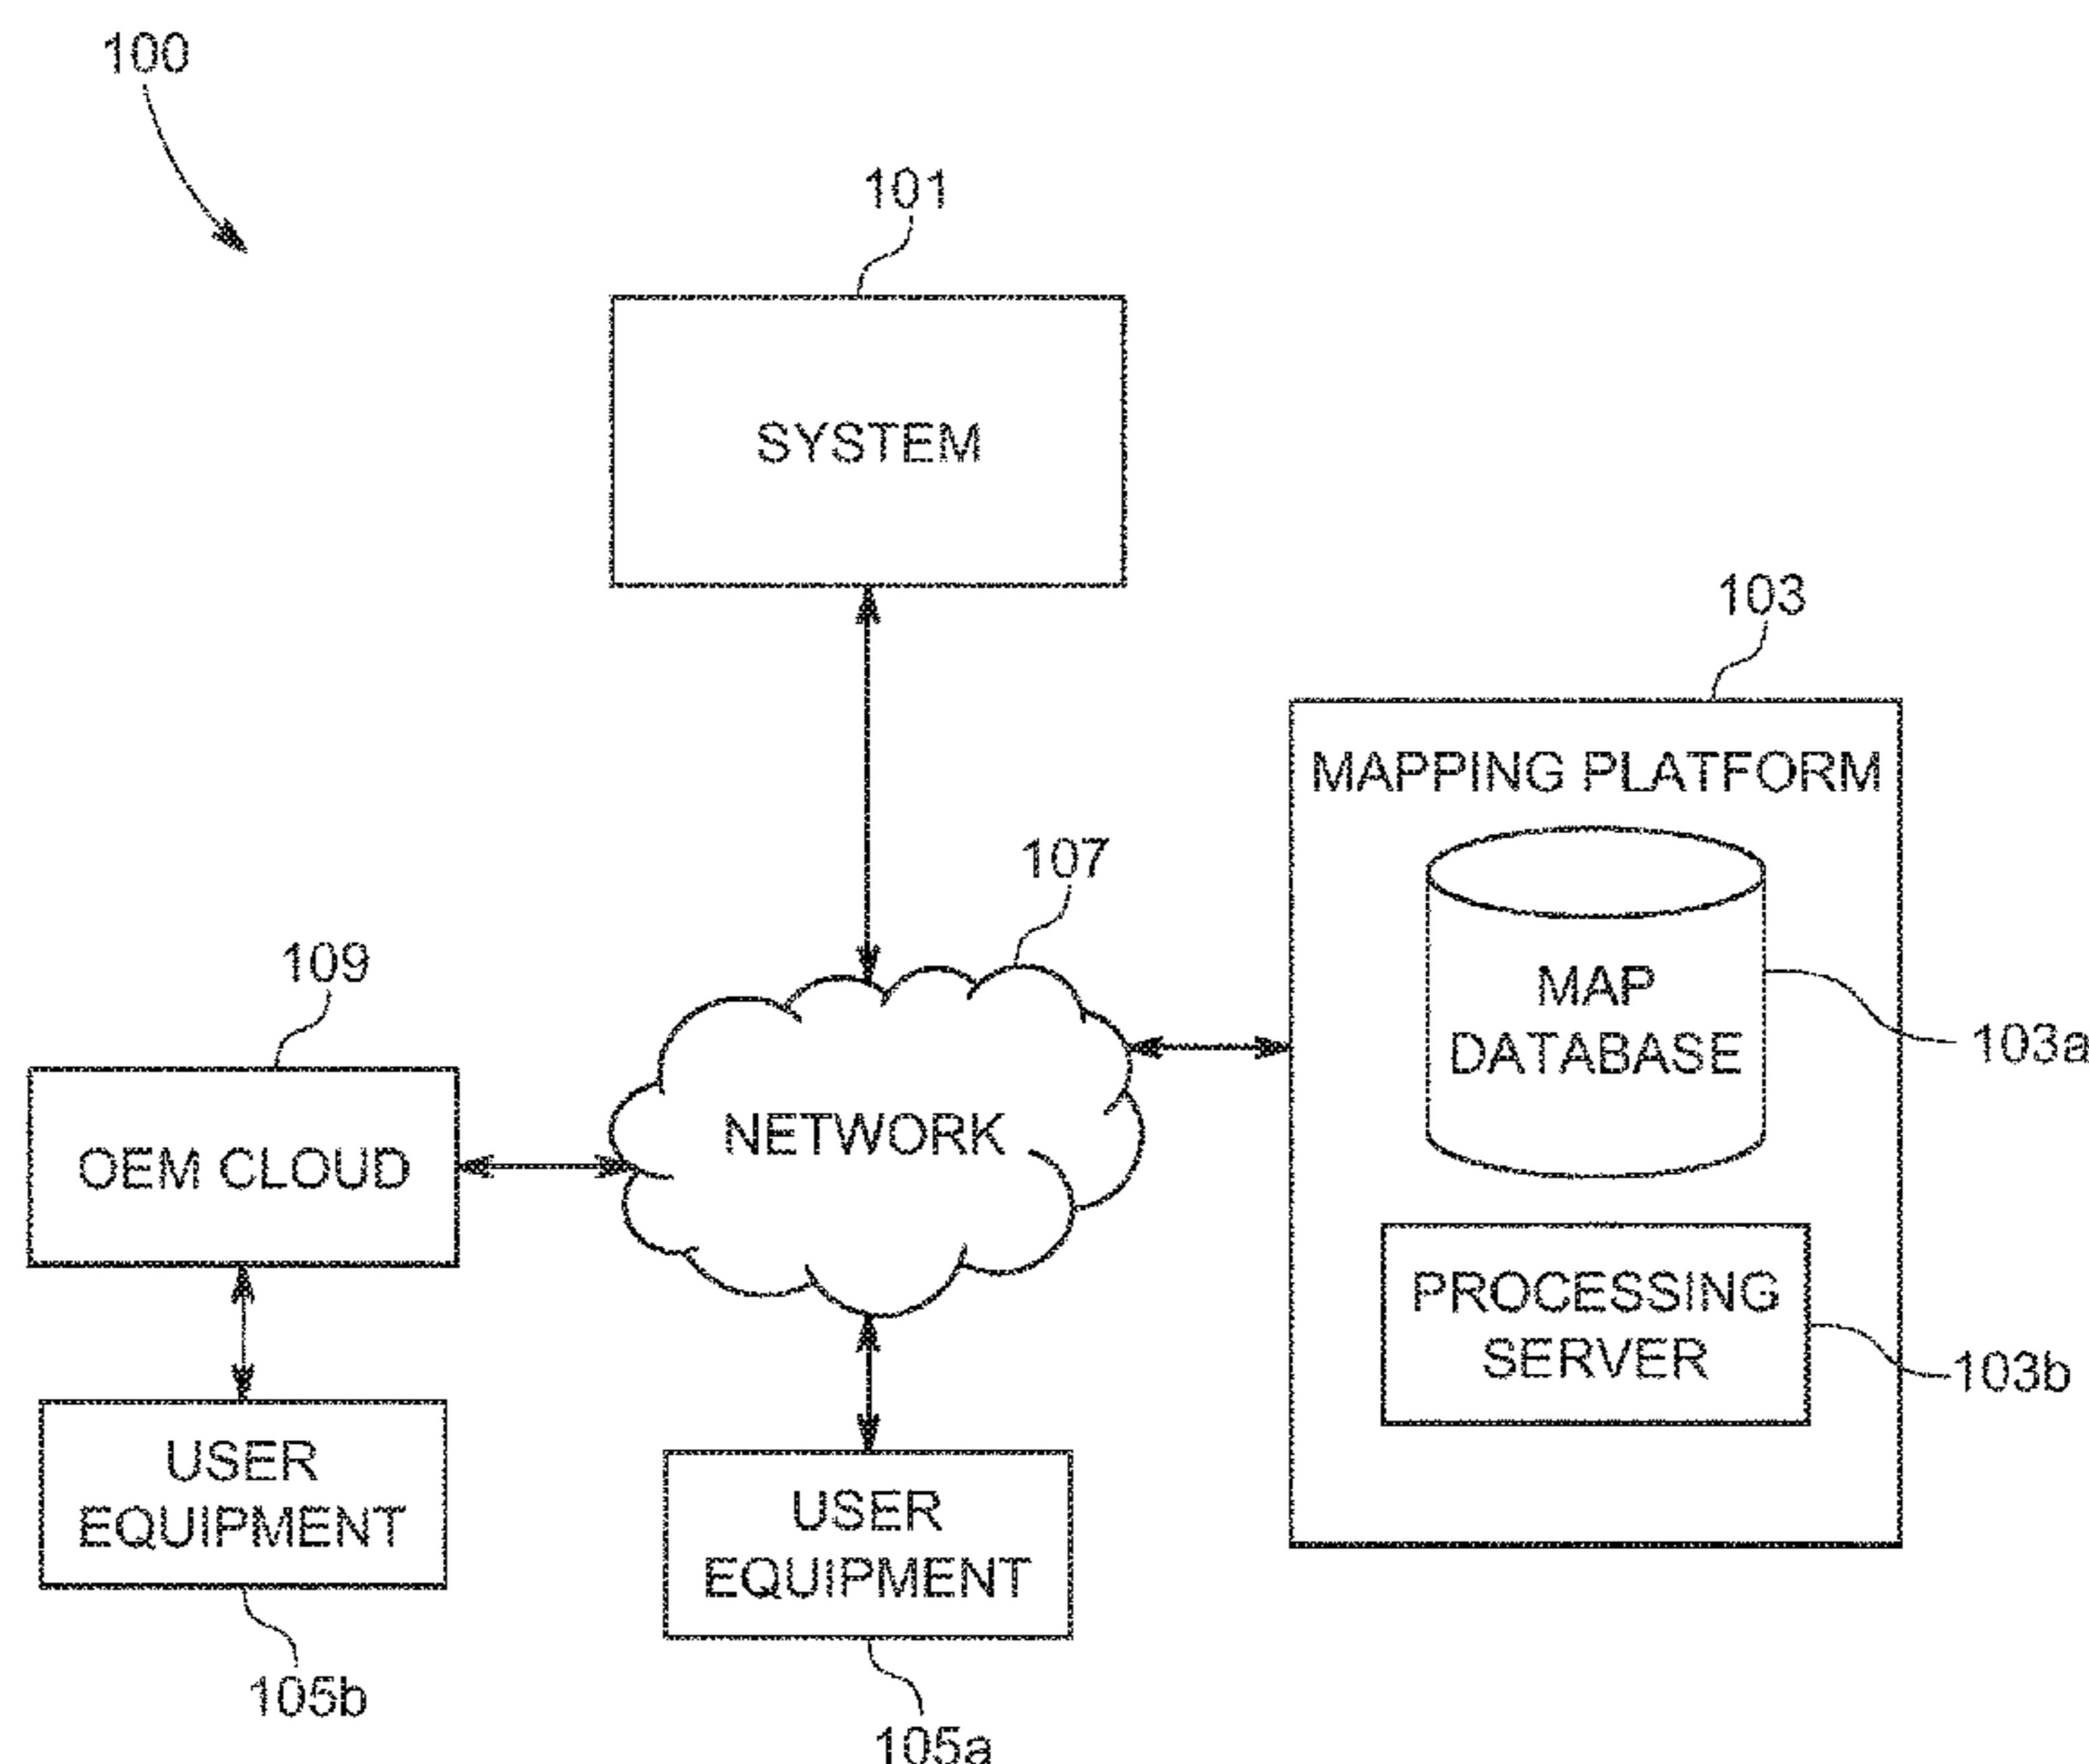 100
101
SYSTEM
103
MAPPING PLATFORM
107
MAP
DATABASE
103a
109
NETWORK
OEM CLOUD
PROCESSING
SERVER
103b
USER
EQUIPMENT
USER
EQUIPMENT
105b
105a